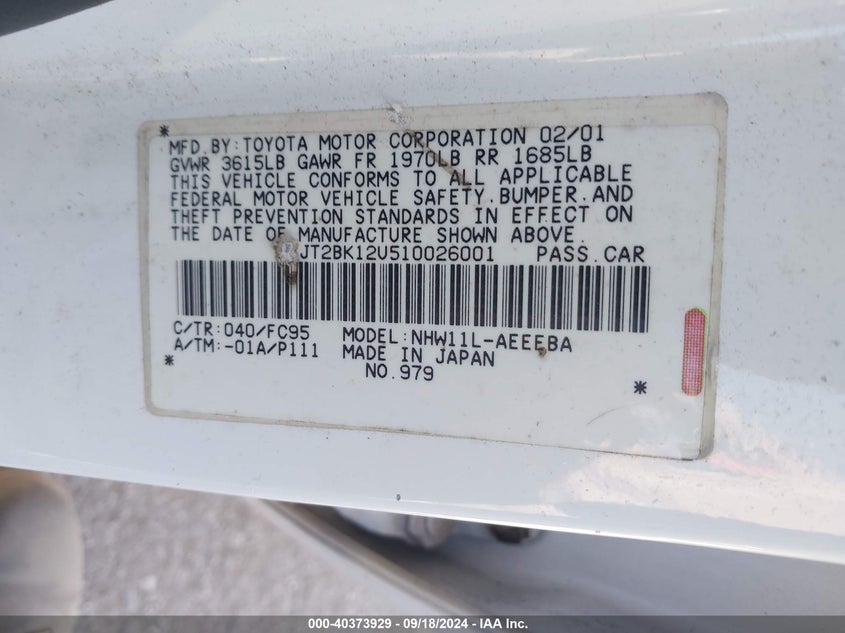 *
MFD.BY:TOYOTA MOTOR CORPORATION 02/01
GVWR 3615LB GAWR FR 1970LB RR 1685LB
THIS VEHICLE CONFORMS TO ALL APPLICABLE
FEDERAL MOTOR VEHICLE SAFETY.BUMPER.AND
THEFT PREVENTION STANDARDS IN EFFECT ON
THE DATE OF MANUFACTURE SHOWN ABOVE.
JT2BK12U510026001 PASS.CAR
C/TR:040/FC95 MODEL:NHW11L-AEEEBA
A/TM:-01A/P111 MADE IN JAPAN
* NO.979 *
000-40373929 - 09/18/2024 - IAA Inc.